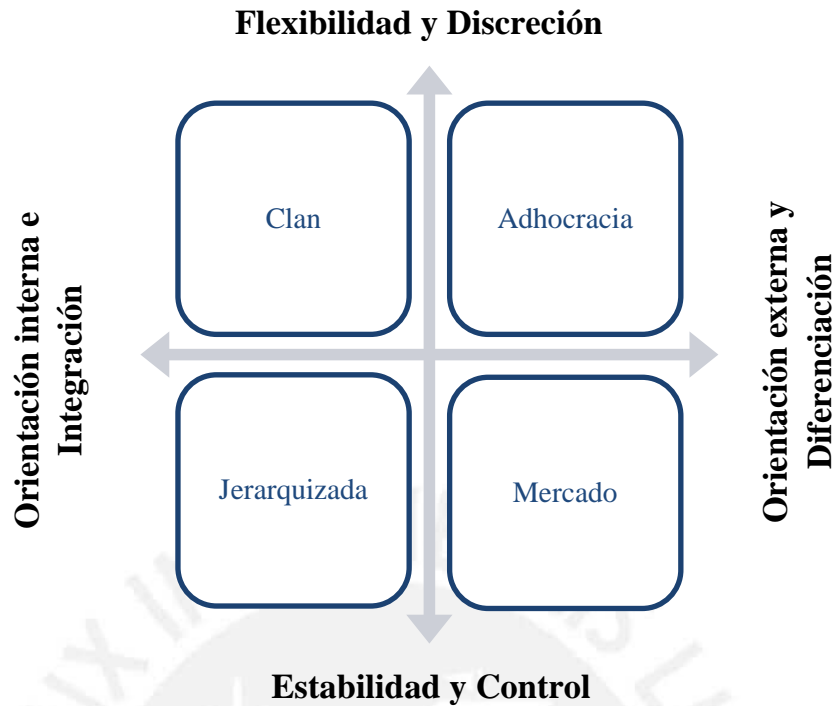 Flexibilidad y Discreción
Orientación interna e
Integración
Clan
Adhocracia
Orientación externa y
Diferenciación
Jerarquizada
Mercado
Estabilidad y Control